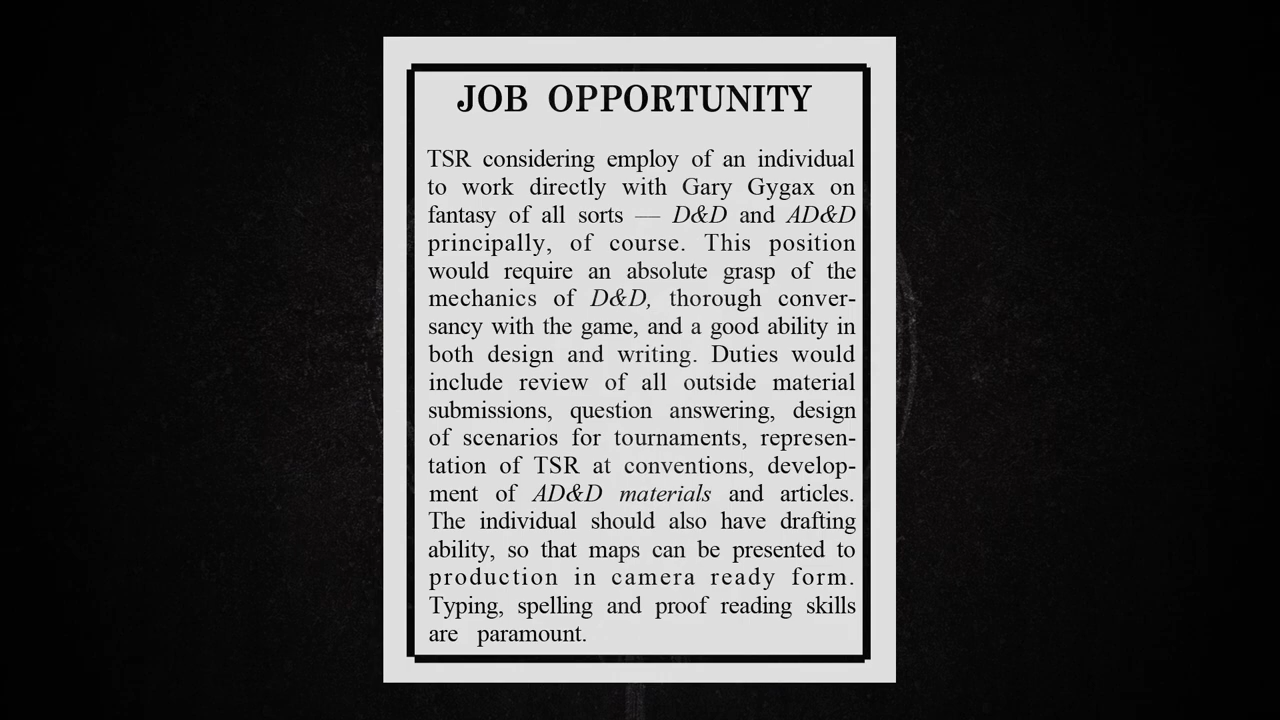 JOB OPPORTUNITY
TSR considering employ of an individual
to work directly with Gary Gygax on
fantasy of all sorts — D&D and AD&D
principally, of course. This position
would require an absolute grasp of the
mechanics of D&D, thorough conver-
sancy with the game, and a good ability in
both design and writing. Duties would
include review of all outside material
submissions, question answering, design
of scenarios for tournaments, represen-
tation of TSR at conventions, develop-
ment of AD&D materials and articles.
The individual should also have drafting
ability, so that maps can be presented to
production in camera ready form.
Typing, spelling and proof reading skills
are paramount.